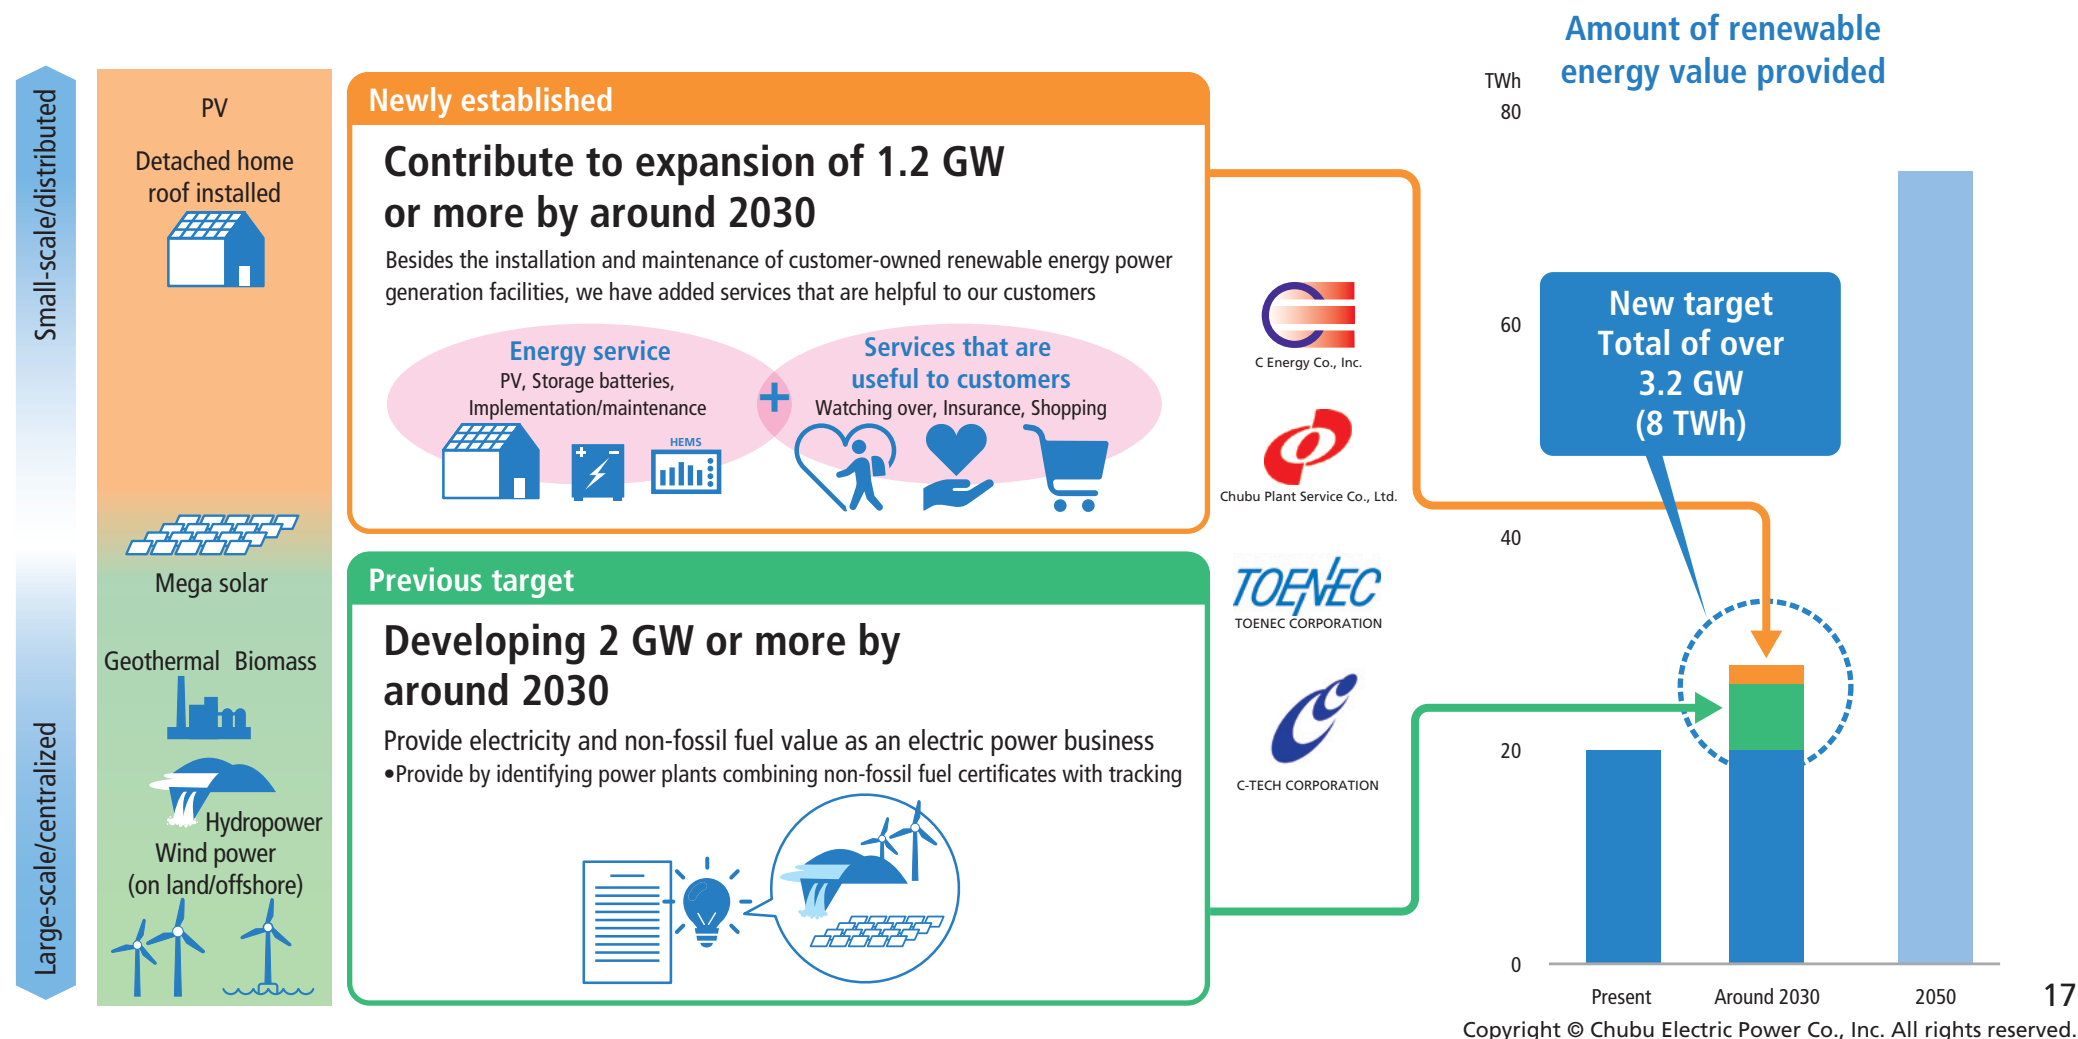 Small-scale/distributed
Large-scale/centralized
PV
Detached home
roof installed
Mega solar
Geothermal Biomass
Hydropower
Wind power
(on land/offshore)
Newly established
Contribute to expansion of 1.2 GW
or more by around 2030
Besides the installation and maintenance of customer-owned renewable energy power
generation facilities, we have added services that are helpful to our customers
Energy service
PV, Storage batteries,
Implementation/maintenance
HEMS
+
Services that are
useful to customers
Watching over, Insurance, Shopping
Previous target
Developing 2 GW or more by
around 2030
Provide electricity and non-fossil fuel value as an electric power business
•Provide by identifying power plants combining non-fossil fuel certificates with tracking
C Energy Co., Inc.
Chubu Plant Service Co., Ltd.
TOENEC
TOENEC CORPORATION
C-TECH CORPORATION
Amount of renewable
energy value provided
TWh
80
60
40
20
0
New target
Total of over
3.2 GW
(8 TWh)
Present
Around 2030
2050
17
Copyright © Chubu Electric Power Co., Inc. All rights reserved.